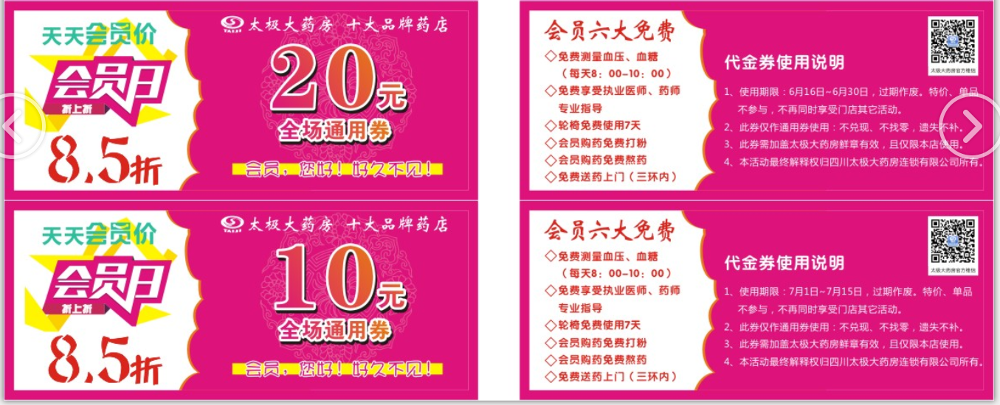 天天会员价
会员日
折上折
8.5折
TAIJI 太极大药房 十大品牌药店
20元
全场通用券
会员，您好！好久不见！
会员六大免费
◇免费测量血压、血糖
（每天8：00-10：00）
◇免费享受执业医师、药师
专业指导
◇轮椅免费使用7天
◇会员购药免费打粉
◇会员购药免费熬药
◇免费送药上门（三环内）
代金券使用说明
太极大药房官方微信
1、使用期限：6月16日~6月30日，过期作废。特价、单品
不参与，不再同时享受门店其它活动。
2、此券仅作通用券使用：不兑现、不找零，遗失不补。
3、此券需加盖太极大药房鲜章有效，且仅限本店使用。
4、本活动最终解释权归四川太极大药房连锁有限公司所有。
天天会员价
会员日
折上折
8.5折
TAIJI 太极大药房 十大品牌药店
10元
全场通用券
会员，您好！好久不见！
会员六大免费
◇免费测量血压、血糖
（每天8：00-10：00）
◇免费享受执业医师、药师
专业指导
◇轮椅免费使用7天
◇会员购药免费打粉
◇会员购药免费熬药
◇免费送药上门（三环内）
代金券使用说明
太极大药房官方微信
1、使用期限：7月1日~7月15日，过期作废。特价、单品
不参与，不再同时享受门店其它活动。
2、此券仅作通用券使用：不兑现、不找零，遗失不补。
3、此券需加盖太极大药房鲜章有效，且仅限本店使用。
4、本活动最终解释权归四川太极大药房连锁有限公司所有。